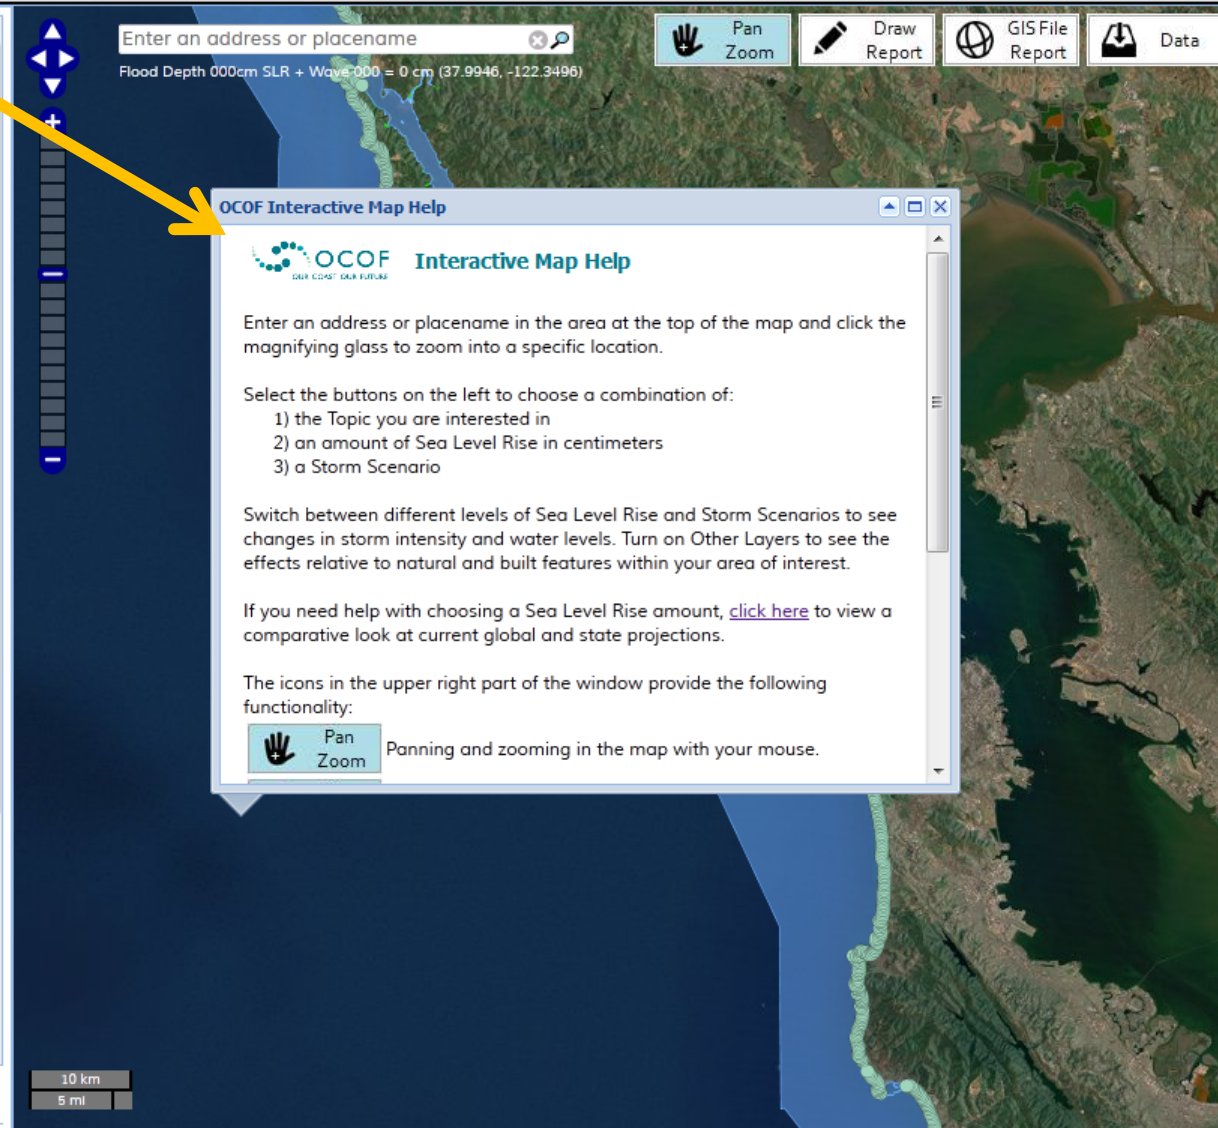 Enter an address or placename
Flood Depth 000cm SLR + Wave 000 = 0 cm (37.9946, -122.3496)
Pan
Zoom
Draw
Report
GIS File
Report
Data
OCOF Interactive Map Help
OCOF
OUR COAST OUR FUTURE
Interactive Map Help
Enter an address or placename in the area at the top of the map and click the
magnifying glass to zoom into a specific location.
Select the buttons on the left to choose a combination of:
1) the Topic you are interested in
2) an amount of Sea Level Rise in centimeters
3) a Storm Scenario
Switch between different levels of Sea Level Rise and Storm Scenarios to see
changes in storm intensity and water levels. Turn on Other Layers to see the
effects relative to natural and built features within your area of interest.
If you need help with choosing a Sea Level Rise amount, click here to view a
comparative look at current global and state projections.
The icons in the upper right part of the window provide the following
functionality:
Pan
Zoom
Panning and zooming in the map with your mouse.
10 km
5 mi